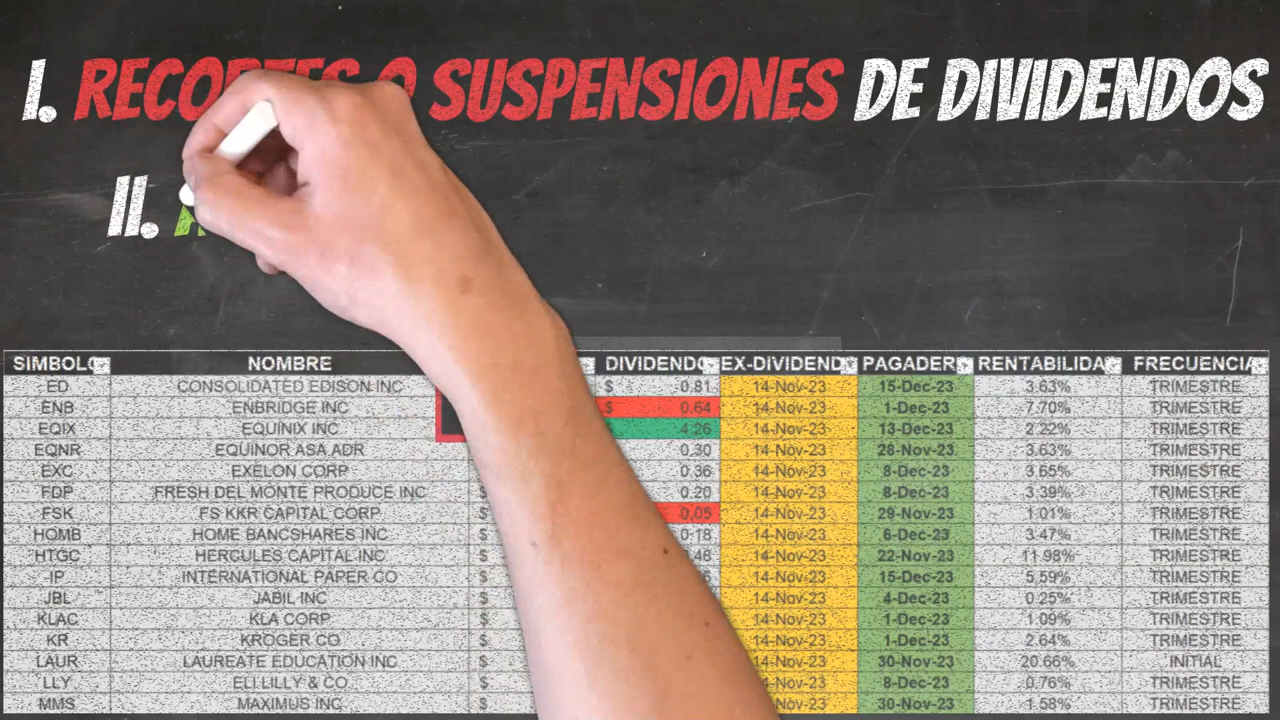 I. RECORTES O SUSPENSIONES DE DIVIDENDOS
II.
SIMBOLO NOMBRE DIVIDENDO EX-DIVIDEND PAGADER RENTABILIDA FRECUENCIA
ED CONSOLIDATED EDISON INC 0.81 14-Nov-23 15-Dec-23 3.63% TRIMESTRE
ENB ENBRIDGE INC $ 0.64 14-Nov-23 1-Dec-23 7.70% TRIMESTRE
EQIX EQUINIX INC 4.26 14-Nov-23 13-Dec-23 2.22% TRIMESTRE
EQNR EQUINOR ASA ADR 0.30 14-Nov-23 28-Nov-23 3.63% TRIMESTRE
EXC EXELON CORP 0.36 14-Nov-23 8-Dec-23 3.65% TRIMESTRE
FDP FRESH DEL MONTE PRODUCE INC $ 0.20 14-Nov-23 8-Dec-23 3.39% TRIMESTRE
FSK FS KKR CAPITAL CORP $ 0.05 14-Nov-23 29-Nov-23 1.01% TRIMESTRE
HOMB HOME BANCSHARES INC $ 0.18 14-Nov-23 6-Dec-23 3.47% TRIMESTRE
HTGC HERCULES CAPITAL INC $ 14-Nov-23 22-Nov-23 11.98% TRIMESTRE
IP INTERNATIONAL PAPER CO $ 14-Nov-23 15-Dec-23 5.59% TRIMESTRE
JBL JABIL INC $ 14-Nov-23 4-Dec-23 0.25% TRIMESTRE
KLAC KLA CORP $ 14-Nov-23 1-Dec-23 1.09% TRIMESTRE
KR KROGER CO $ 14-Nov-23 1-Dec-23 2.64% TRIMESTRE
LAUR LAUREATE EDUCATION INC $ 14-Nov-23 30-Nov-23 20.66% INITIAL
LLY ELI LILLY & CO $ 14-Nov-23 8-Dec-23 0.76% TRIMESTRE
MMS MAXIMUS INC $ Nov-23 30-Nov-23 1.58% TRIMESTRE